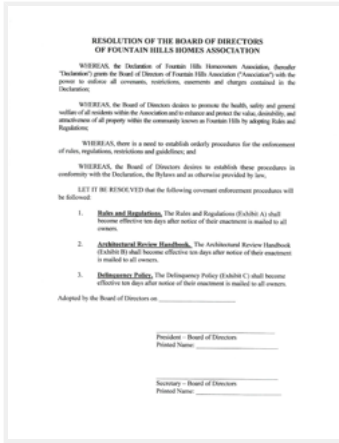 RESOLUTION OF THE BOARD OF DIRECTORS
OF FOUNTAIN HILLS HOMES ASSOCIATION
WHEREAS, the Declaration of Fountain Hills Homeowners Association, (hereafter
"Declaration") grants the Board of Directors of Fountain Hills Association ("Association") with the
power to enforce all covenants, restrictions, easements and charges contained in the
Declaration;
WHEREAS, the Board of Directors desires to promote the health, safety and general
welfare of all residents within the Association and to enhance and protect the value, desirability, and
attractiveness of all property within the community known as Fountain Hills by adopting Rules and
Regulations;
WHEREAS, there is a need to establish orderly procedures for the enforcement
of rules, regulations, restrictions and guidelines; and
WHEREAS, the Board of Directors desires to establish these procedures in
conformity with the Declaration, the Bylaws and as otherwise provided by law,
LET IT BE RESOLVED that the following covenant enforcement procedures will
be followed:
1. Rules and Regulations. The Rules and Regulations (Exhibit A) shall
become effective ten days after notice of their enactment is mailed to all
owners.
2. Architectural Review Handbook. The Architectural Review Handbook
(Exhibit B) shall become effective ten days after notice of their enactment
is mailed to all owners.
3. Delinquency Policy. The Delinquency Policy (Exhibit C) shall become
effective ten days after notice of their enactment is mailed to all owners.
Adopted by the Board of Directors on
President – Board of Directors
Printed Name:
Secretary – Board of Directors
Printed Name: